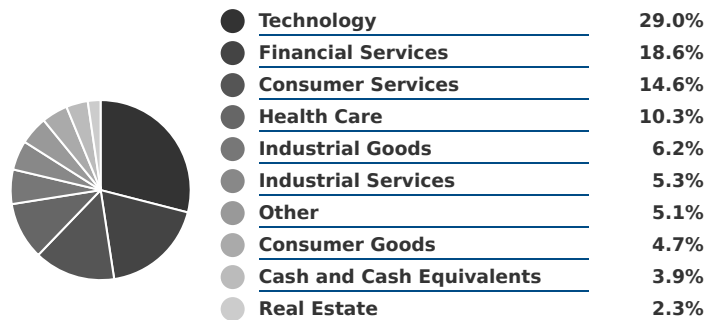 Technology 29.0%
Financial Services 18.6%
Consumer Services 14.6%
Health Care 10.3%
Industrial Goods 6.2%
Industrial Services 5.3%
Other 5.1%
Consumer Goods 4.7%
Cash and Cash Equivalents 3.9%
Real Estate 2.3%